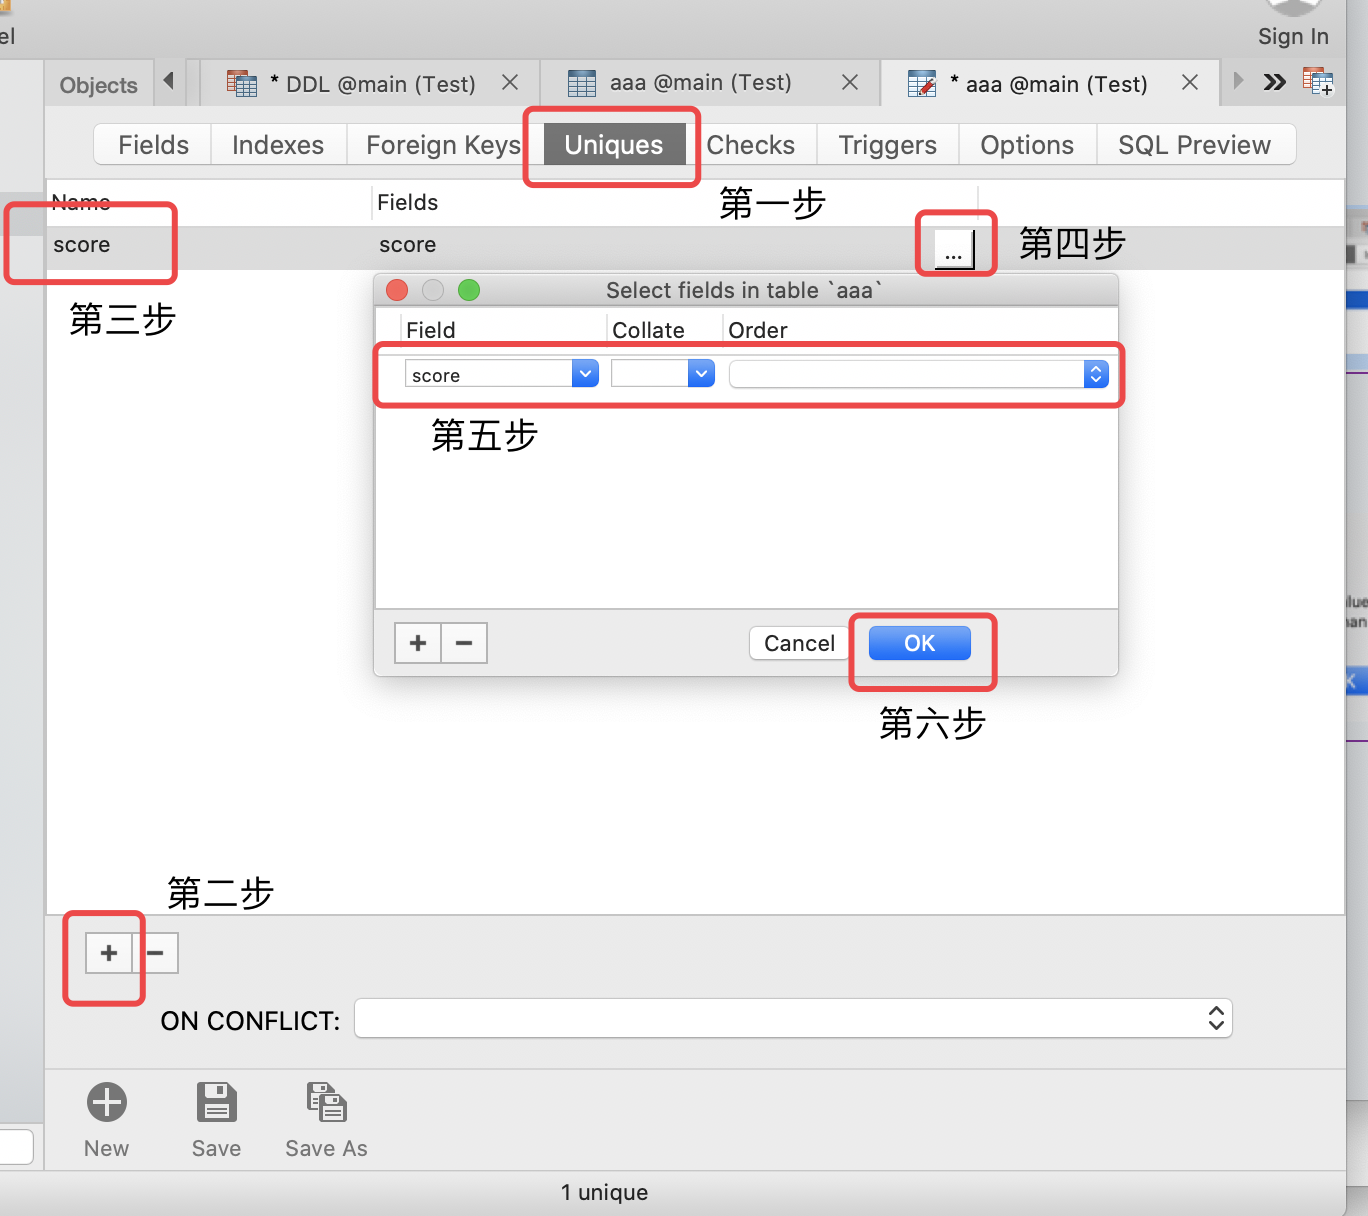 el
Sign In
Objects
* DDL @main (Test)
aaa @main (Test)
* aaa @main (Test)
Fields
Indexes
Foreign Keys
Uniques
Checks
Triggers
Options
SQL Preview
Name
Fields
第一步
score
score
...
第四步
第三步
Select fields in table `aaa`
Field
Collate
Order
score
第五步
Cancel
OK
第六步
第二步
ON CONFLICT:
New
Save
Save As
1 unique